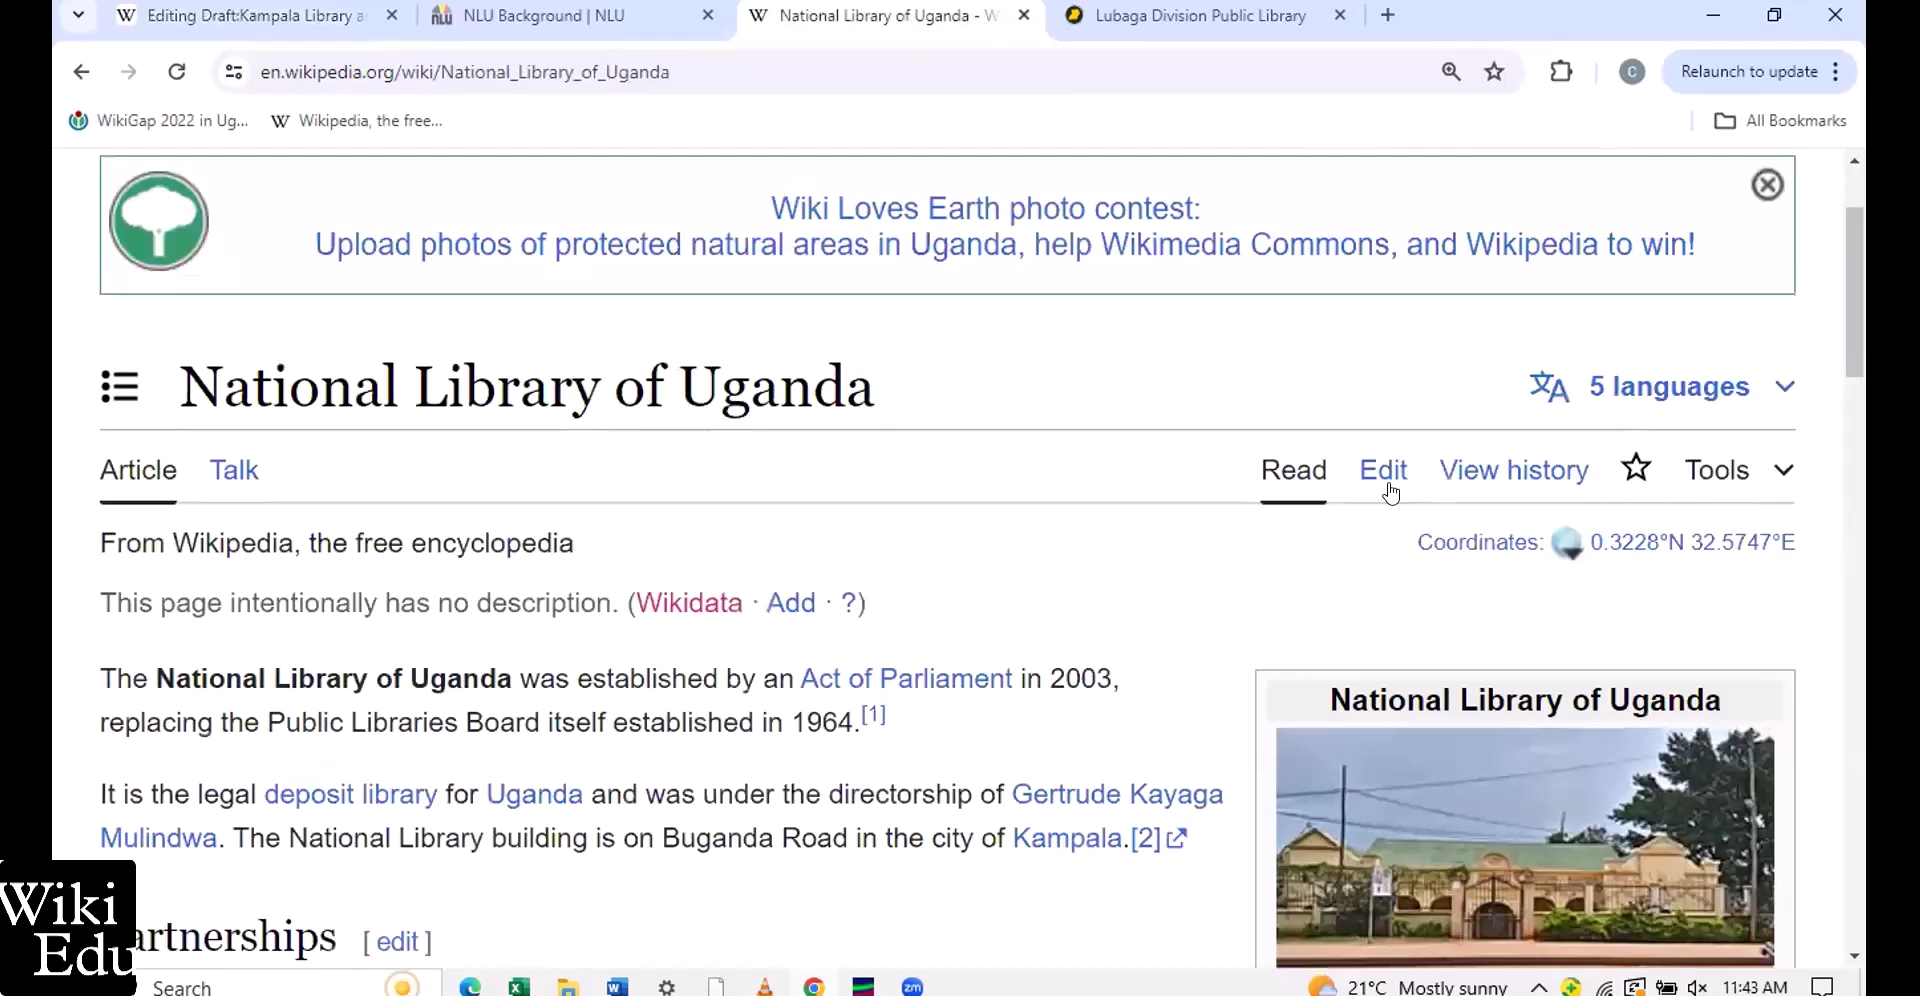 Editing Draft:Kampala Library a
NLU Background | NLU
National Library of Uganda - W
Lubaga Division Public Library
en.wikipedia.org/wiki/National_Library_of_Uganda
C
Relaunch to update
WikiGap 2022 in Ug...
Wikipedia, the free...
All Bookmarks
Wiki Loves Earth photo contest:
Upload photos of protected natural areas in Uganda, help Wikimedia Commons, and Wikipedia to win!
National Library of Uganda
5 languages
Article Talk
Read Edit View history Tools
From Wikipedia, the free encyclopedia
Coordinates: 0.3228°N 32.5747°E
This page intentionally has no description. (Wikidata · Add · ?)
The National Library of Uganda was established by an Act of Parliament in 2003,
replacing the Public Libraries Board itself established in 1964.[1]
It is the legal deposit library for Uganda and was under the directorship of Gertrude Kayaga
Mulindwa. The National Library building is on Buganda Road in the city of Kampala.[2]
National Library of Uganda
artnerships [ edit ]
Wiki
Edu
Search
zm
21°C Mostly sunny
11:43 AM